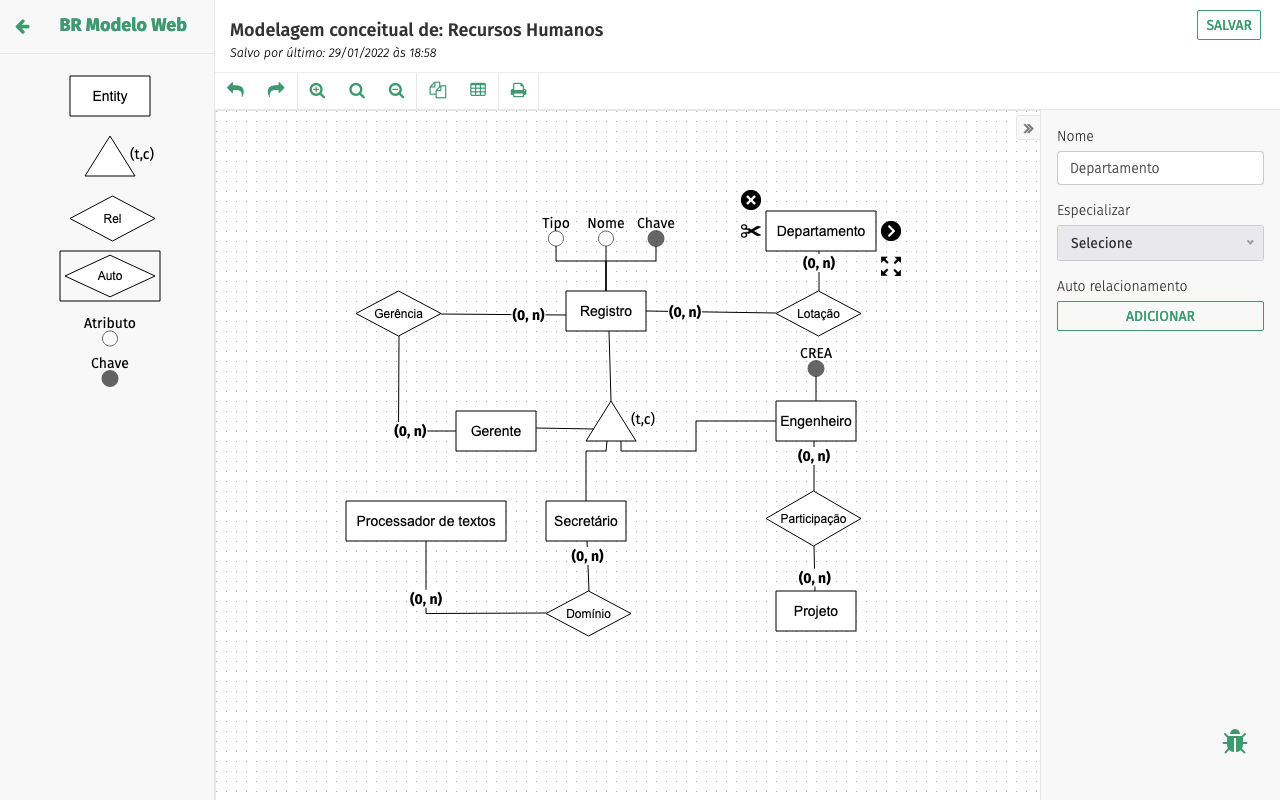 BR Modelo Web
Modelagem conceitual de: Recursos Humanos
Salvo por último: 29/01/2022 às 18:58
SALVAR
Entity
(t,c)
Rel
Auto
Atributo
Chave
Tipo
Nome
Chave
Departamento
(0, n)
Gerência
(0, n)
Registro
(0, n)
Lotação
CREA
(0, n)
Gerente
(t,c)
Engenheiro
(0, n)
Processador de textos
Secretário
Participação
(0, n)
(0, n)
(0, n)
Domínio
Projeto
Nome
Departamento
Especializar
Selecione
Auto relacionamento
ADICIONAR